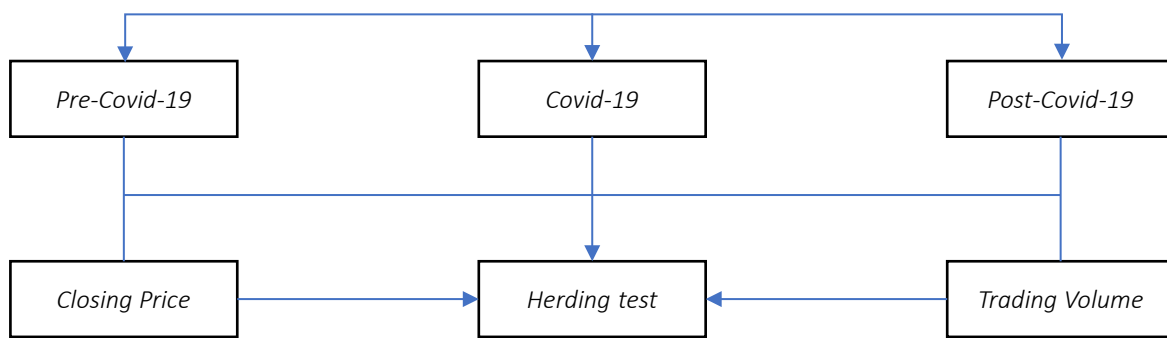 Pre-Covid-19
Covid-19
Post-Covid-19
Closing Price
Herding test
Trading Volume